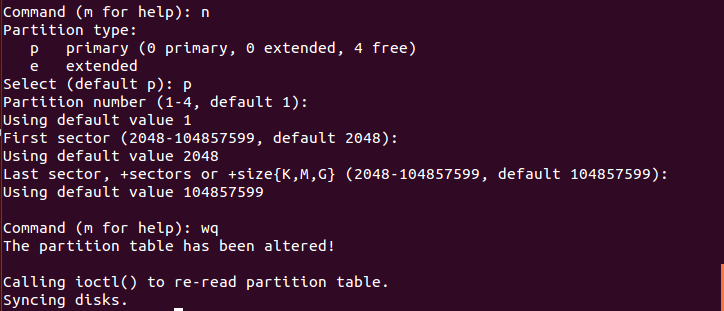 Command (m for help): n
Partition type:
   p   primary (0 primary, 0 extended, 4 free)
   e   extended
Select (default p): p
Partition number (1-4, default 1):
Using default value 1
First sector (2048-104857599, default 2048):
Using default value 2048
Last sector, +sectors or +size{K,M,G} (2048-104857599, default 104857599):
Using default value 104857599

Command (m for help): wq
The partition table has been altered!

Calling ioctl() to re-read partition table.
Syncing disks.